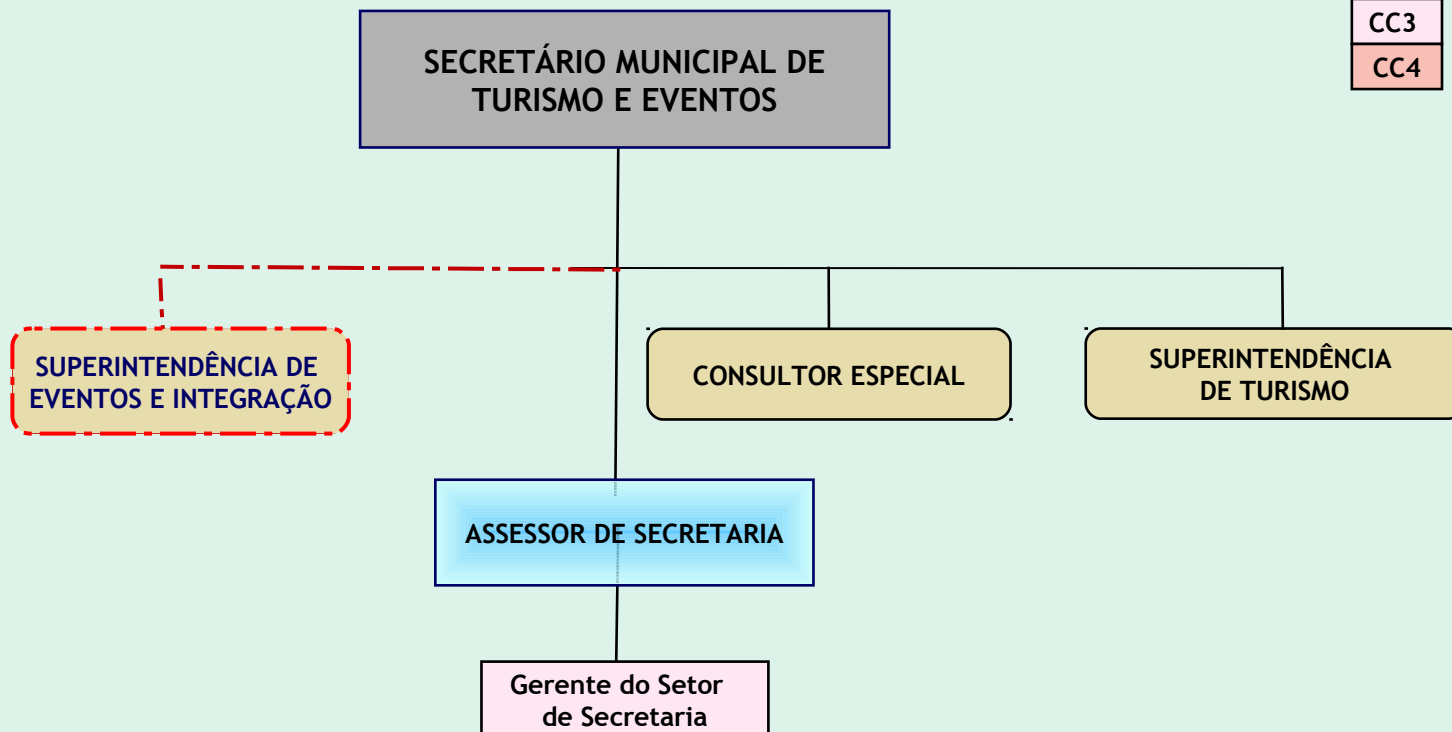 CC3
CC4
SECRETÁRIO MUNICIPAL DE
TURISMO E EVENTOS
SUPERINTENDÊNCIA DE
EVENTOS E INTEGRAÇÃO
CONSULTOR ESPECIAL
SUPERINTENDÊNCIA
DE TURISMO
ASSESSOR DE SECRETARIA
Gerente do Setor
de Secretaria